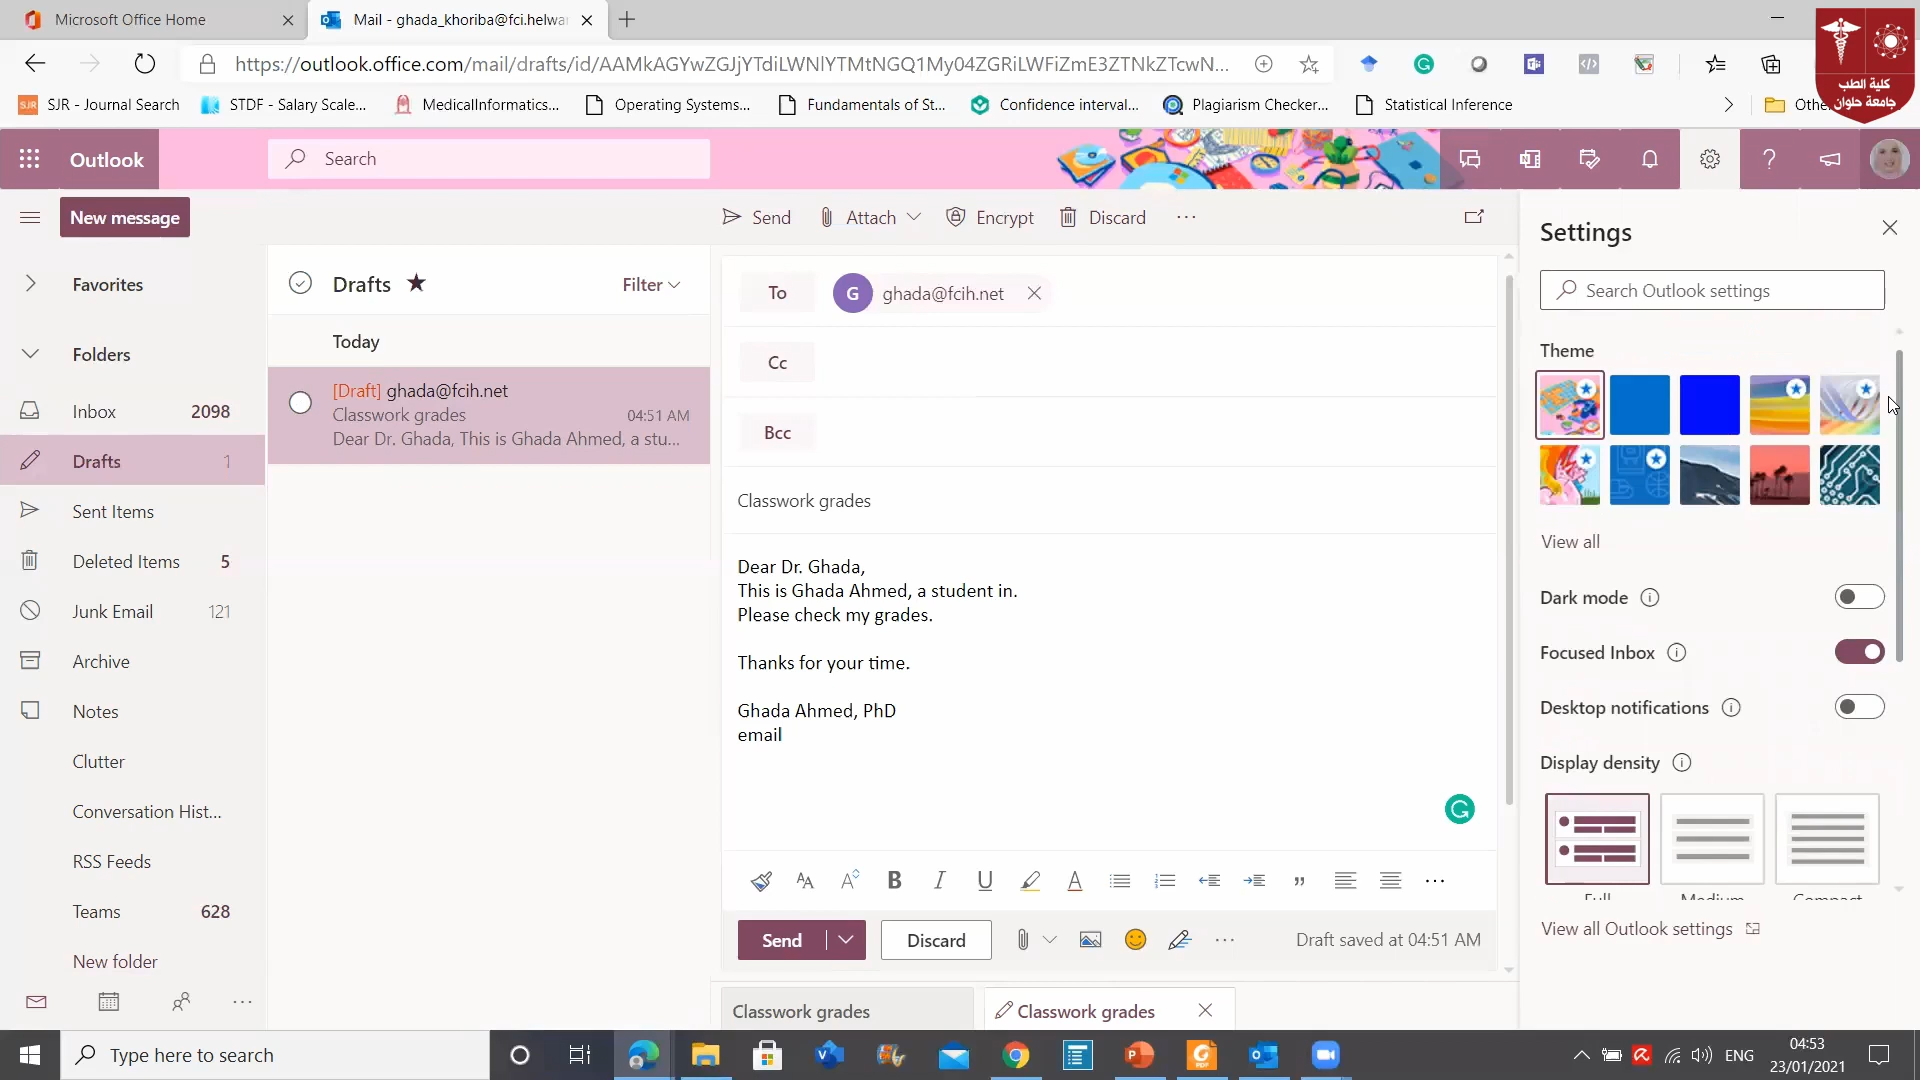 Microsoft Office Home
Mail - ghada_khoriba@fci.helwa
https://outlook.office.com/mail/drafts/id/AAMkAGYwZGJjYTdiLWNlYTMtNGQ1My04ZGRiLWFiZmE3ZTNkZTcwN...
SJR - Journal Search
STDF - Salary Scale...
MedicalInformatics...
Operating Systems...
Fundamentals of St...
Confidence interval...
Plagiarism Checker...
Statistical Inference
كلية الطب
جامعة حلوان
Outlook
Search
New message
Send
Attach
Encrypt
Discard
...
Settings
Search Outlook settings
Favorites
Folders
Inbox 2098
Drafts 1
Sent Items
Deleted Items 5
Junk Email 121
Archive
Notes
Clutter
Conversation Hist...
RSS Feeds
Teams 628
New folder
Drafts
Filter
Today
[Draft] ghada@fcih.net
Classwork grades 04:51 AM
Dear Dr. Ghada, This is Ghada Ahmed, a stu...
To
G
ghada@fcih.net
Cc
Bcc
Classwork grades
Dear Dr. Ghada,
This is Ghada Ahmed, a student in.
Please check my grades.
Thanks for your time.
Ghada Ahmed, PhD
email
Send
Discard
Draft saved at 04:51 AM
Classwork grades
Classwork grades
Theme
View all
Dark mode
Focused Inbox
Desktop notifications
Display density
Full
Medium
Compact
View all Outlook settings
Type here to search
ENG
04:53
23/01/2021